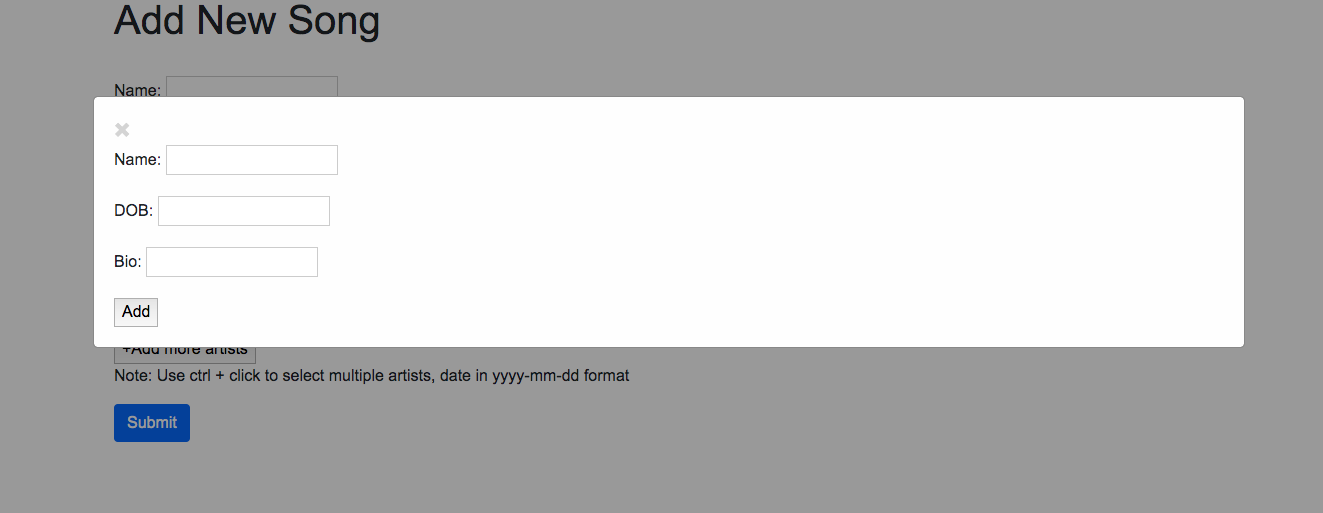 Add New Song
Name:
✖
Name:
DOB:
Bio:
Add
+Add more artists
Note: Use ctrl + click to select multiple artists, date in yyyy-mm-dd format
Submit